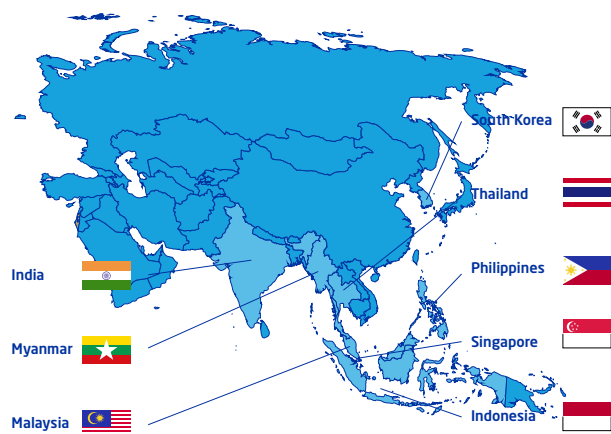 South Korea
Thailand
India
Philippines
Myanmar
Singapore
Malaysia
Indonesia